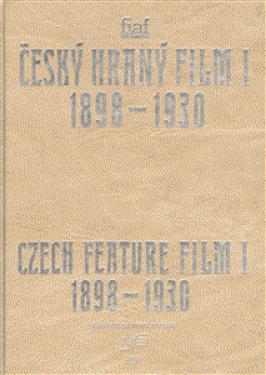 fiaf
ČESKÝ HRANÝ FILM I
1898 – 1930
CZECH FEATURE FILM I
1898 – 1930